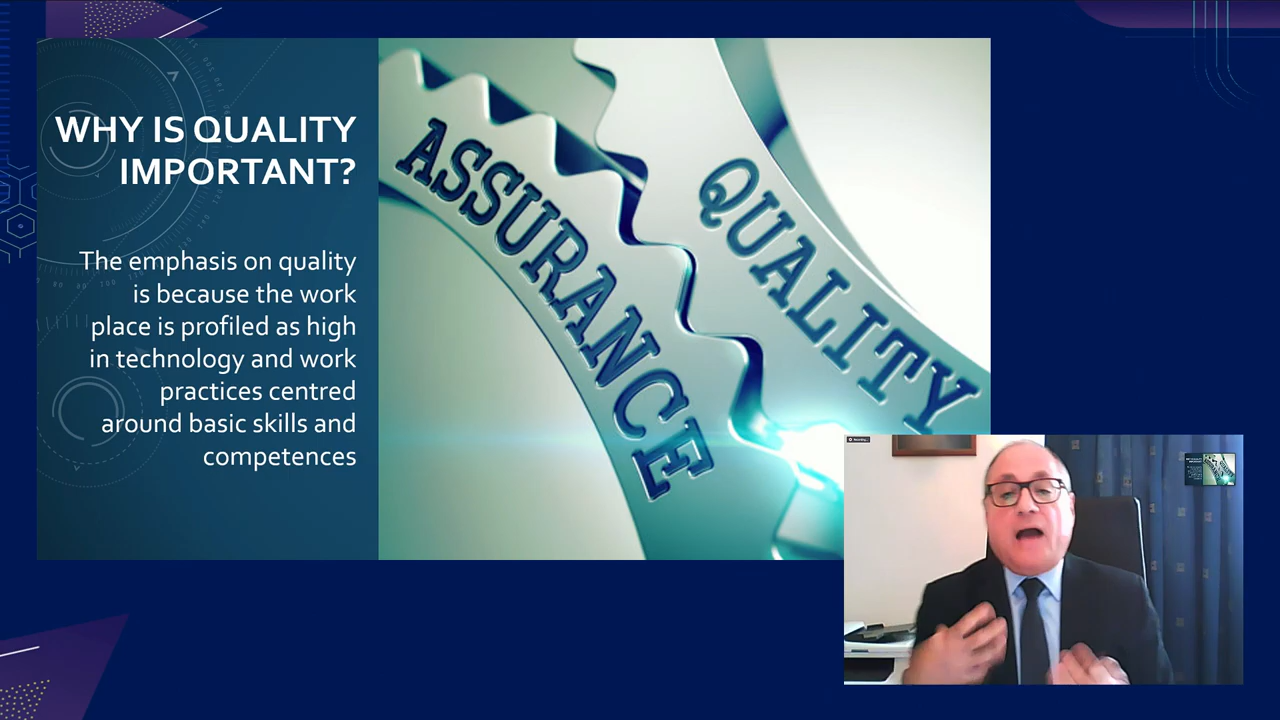 WHY IS QUALITY
IMPORTANT?
The emphasis on quality
is because the work
place is profiled as high
in technology and work
practices centred
around basic skills and
competences
ASSURANCE
QUALITY